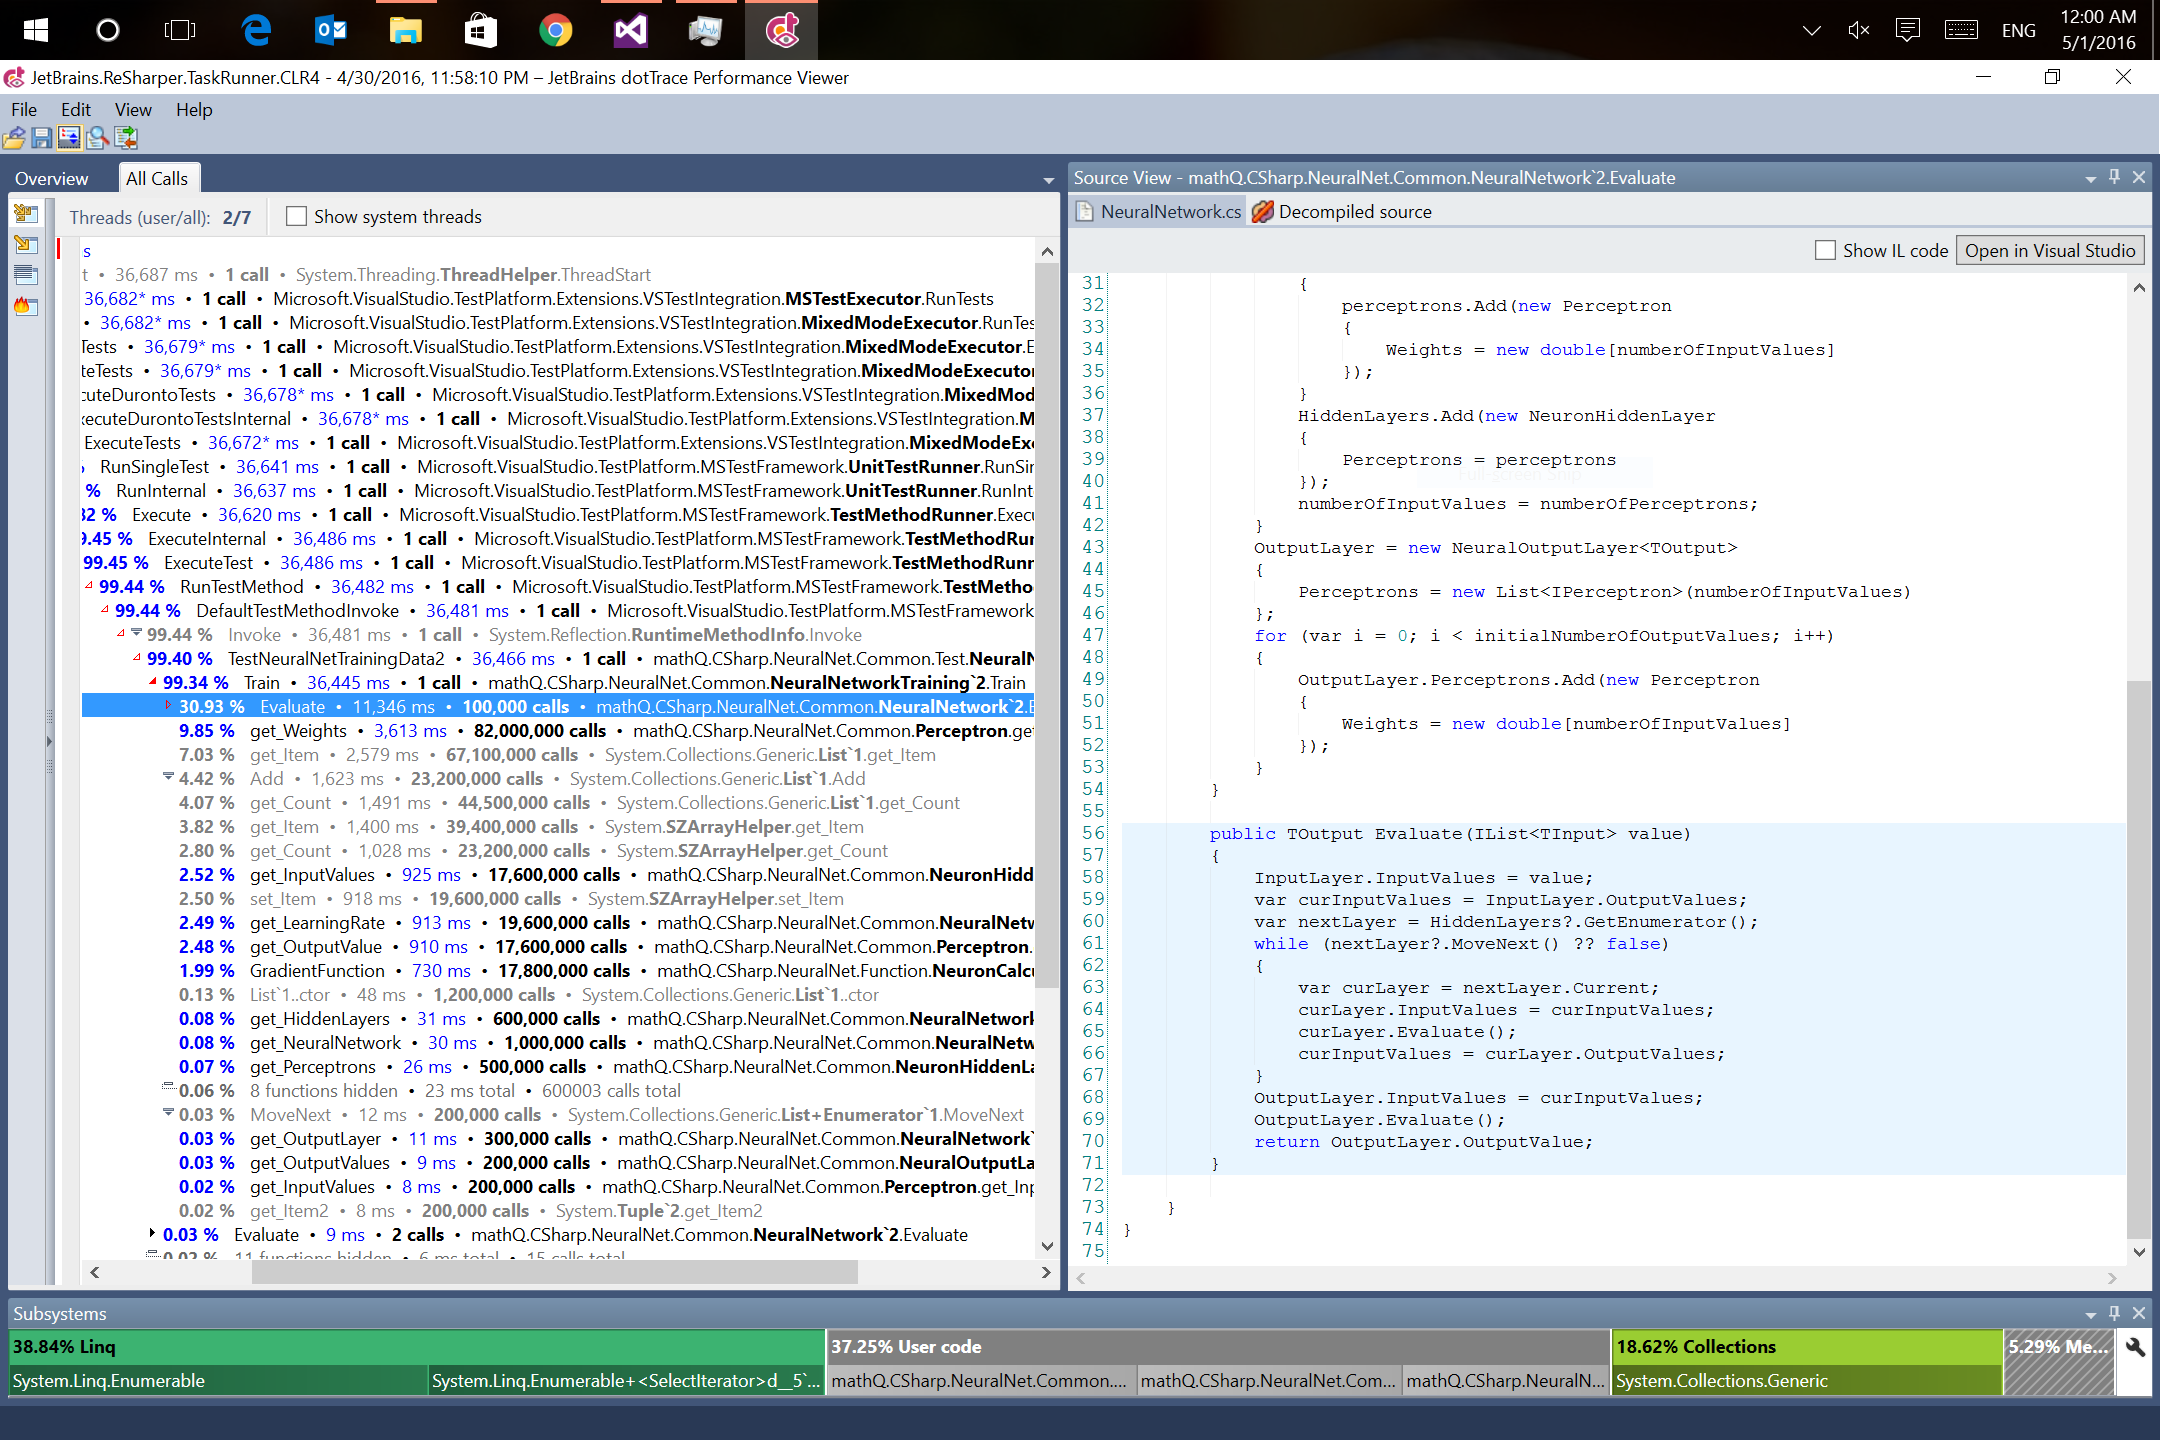 ENG
12:00 AM
5/1/2016
JetBrains.ReSharper.TaskRunner.CLR4 - 4/30/2016, 11:58:10 PM – JetBrains dotTrace Performance Viewer
File Edit View Help
Overview All Calls
Threads (user/all): 2/7 Show system threads
s
t • 36,687 ms • 1 call • System.Threading.ThreadHelper.ThreadStart
36,682* ms • 1 call • Microsoft.VisualStudio.TestPlatform.Extensions.VSTestIntegration.MSTestExecutor.RunTests
• 36,682* ms • 1 call • Microsoft.VisualStudio.TestPlatform.Extensions.VSTestIntegration.MixedModeExecutor.RunTes
Tests • 36,679* ms • 1 call • Microsoft.VisualStudio.TestPlatform.Extensions.VSTestIntegration.MixedModeExecutor.E
teTests • 36,679* ms • 1 call • Microsoft.VisualStudio.TestPlatform.Extensions.VSTestIntegration.MixedModeExecutor
cuteDurontoTests • 36,678* ms • 1 call • Microsoft.VisualStudio.TestPlatform.Extensions.VSTestIntegration.MixedMod
xecuteDurontoTestsInternal • 36,678* ms • 1 call • Microsoft.VisualStudio.TestPlatform.Extensions.VSTestIntegration.M
ExecuteTests • 36,672* ms • 1 call • Microsoft.VisualStudio.TestPlatform.Extensions.VSTestIntegration.MixedModeExe
RunSingleTest • 36,641 ms • 1 call • Microsoft.VisualStudio.TestPlatform.MSTestFramework.UnitTestRunner.RunSin
% RunInternal • 36,637 ms • 1 call • Microsoft.VisualStudio.TestPlatform.MSTestFramework.UnitTestRunner.RunInt
82 % Execute • 36,620 ms • 1 call • Microsoft.VisualStudio.TestPlatform.MSTestFramework.TestMethodRunner.Execu
9.45 % ExecuteInternal • 36,486 ms • 1 call • Microsoft.VisualStudio.TestPlatform.MSTestFramework.TestMethodRur
99.45 % ExecuteTest • 36,486 ms • 1 call • Microsoft.VisualStudio.TestPlatform.MSTestFramework.TestMethodRunn
99.44 % RunTestMethod • 36,482 ms • 1 call • Microsoft.VisualStudio.TestPlatform.MSTestFramework.TestMetho
99.44 % DefaultTestMethodInvoke • 36,481 ms • 1 call • Microsoft.VisualStudio.TestPlatform.MSTestFramework
99.44 % Invoke • 36,481 ms • 1 call • System.Reflection.RuntimeMethodInfo.Invoke
99.40 % TestNeuralNetTrainingData2 • 36,466 ms • 1 call • mathQ.CSharp.NeuralNet.Common.Test.NeuralN
99.34 % Train • 36,445 ms • 1 call • mathQ.CSharp.NeuralNet.Common.NeuralNetworkTraining`2.Train
30.93 % Evaluate • 11,346 ms • 100,000 calls • mathQ.CSharp.NeuralNet.Common.NeuralNetwork`2.E
9.85 % get_Weights • 3,613 ms • 82,000,000 calls • mathQ.CSharp.NeuralNet.Common.Perceptron.ge
7.03 % get_Item • 2,579 ms • 67,100,000 calls • System.Collections.Generic.List`1.get_Item
4.42 % Add • 1,623 ms • 23,200,000 calls • System.Collections.Generic.List`1.Add
4.07 % get_Count • 1,491 ms • 44,500,000 calls • System.Collections.Generic.List`1.get_Count
3.82 % get_Item • 1,400 ms • 39,400,000 calls • System.SZArrayHelper.get_Item
2.80 % get_Count • 1,028 ms • 23,200,000 calls • System.SZArrayHelper.get_Count
2.52 % get_InputValues • 925 ms • 17,600,000 calls • mathQ.CSharp.NeuralNet.Common.NeuronHidd
2.50 % set_Item • 918 ms • 19,600,000 calls • System.SZArrayHelper.set_Item
2.49 % get_LearningRate • 913 ms • 19,600,000 calls • mathQ.CSharp.NeuralNet.Common.NeuralNetw
2.48 % get_OutputValue • 910 ms • 17,600,000 calls • mathQ.CSharp.NeuralNet.Common.Perceptron.
1.99 % GradientFunction • 730 ms • 17,800,000 calls • mathQ.CSharp.NeuralNet.Function.NeuronCalcu
0.13 % List`1..ctor • 48 ms • 1,200,000 calls • System.Collections.Generic.List`1..ctor
0.08 % get_HiddenLayers • 31 ms • 600,000 calls • mathQ.CSharp.NeuralNet.Common.NeuralNetwork
0.08 % get_NeuralNetwork • 30 ms • 1,000,000 calls • mathQ.CSharp.NeuralNet.Common.NeuralNetw
0.07 % get_Perceptrons • 26 ms • 500,000 calls • mathQ.CSharp.NeuralNet.Common.NeuronHiddenLa
0.06 % 8 functions hidden • 23 ms total • 600003 calls total
0.03 % MoveNext • 12 ms • 200,000 calls • System.Collections.Generic.List+Enumerator`1.MoveNext
0.03 % get_OutputLayer • 11 ms • 300,000 calls • mathQ.CSharp.NeuralNet.Common.NeuralNetwork`
0.03 % get_OutputValues • 9 ms • 200,000 calls • mathQ.CSharp.NeuralNet.Common.NeuralOutputLa
0.02 % get_InputValues • 8 ms • 200,000 calls • mathQ.CSharp.NeuralNet.Common.Perceptron.get_Inp
0.02 % get_Item2 • 8 ms • 200,000 calls • System.Tuple`2.get_Item2
0.03 % Evaluate • 9 ms • 2 calls • mathQ.CSharp.NeuralNet.Common.NeuralNetwork`2.Evaluate
0.02 % 11 functions hidden • 6 ms total • 15 calls total
Source View - mathQ.CSharp.NeuralNet.Common.NeuralNetwork`2.Evaluate
NeuralNetwork.cs Decompiled source
Show IL code Open in Visual Studio
31 {
32 perceptrons.Add(new Perceptron
33 {
34 Weights = new double[numberOfInputValues]
35 });
36 }
37 HiddenLayers.Add(new NeuronHiddenLayer
38 {
39 Perceptrons = perceptrons
40 });
41 numberOfInputValues = numberOfPerceptrons;
42 }
43 OutputLayer = new NeuralOutputLayer<TOutput>
44 {
45 Perceptrons = new List<IPerceptron>(numberOfInputValues)
46 };
47 for (var i = 0; i < initialNumberOfOutputValues; i++)
48 {
49 OutputLayer.Perceptrons.Add(new Perceptron
50 {
51 Weights = new double[numberOfInputValues]
52 });
53 }
54 }
55
56 public TOutput Evaluate(IList<TInput> value)
57 {
58 InputLayer.InputValues = value;
59 var curInputValues = InputLayer.OutputValues;
60 var nextLayer = HiddenLayers?.GetEnumerator();
61 while (nextLayer?.MoveNext() ?? false)
62 {
63 var curLayer = nextLayer.Current;
64 curLayer.InputValues = curInputValues;
65 curLayer.Evaluate();
66 curInputValues = curLayer.OutputValues;
67 }
68 OutputLayer.InputValues = curInputValues;
69 OutputLayer.Evaluate();
70 return OutputLayer.OutputValue;
71 }
72
73 }
74 }
75
Subsystems
38.84% Linq 37.25% User code 18.62% Collections 5.29% Me...
System.Linq.Enumerable System.Linq.Enumerable+<SelectIterator>d__5`... mathQ.CSharp.NeuralNet.Common.... mathQ.CSharp.NeuralNet.Com... mathQ.CSharp.NeuralN... System.Collections.Generic